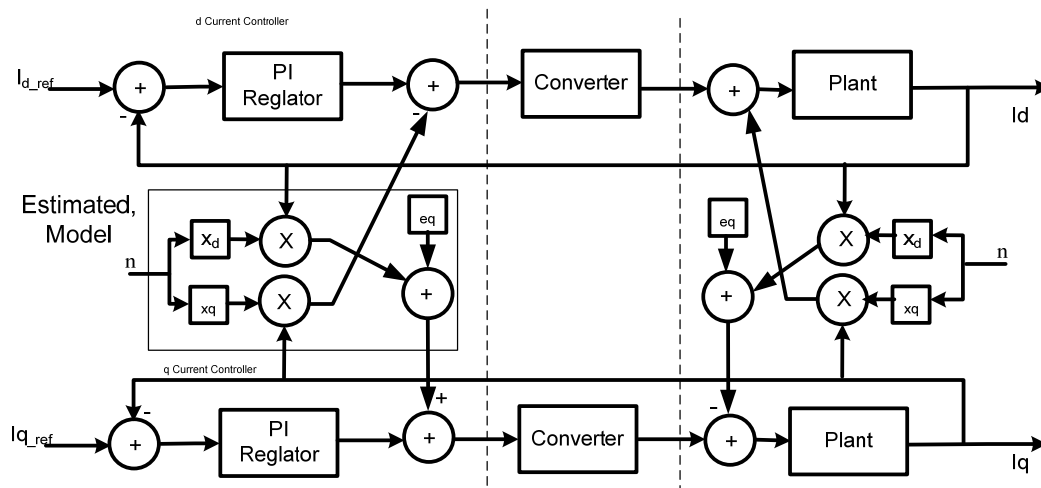 d Current Controller
I d_ref
+
-
PI
Reglator
+
-
Converter
+
Plant
Id
Estimated,
Model
n
xd
X
eq
xq
X
+
eq
+
X
xd
n
X
xq
q Current Controller
Iq_ref
-
+
PI
Reglator
+
+
Converter
-
+
Plant
Iq